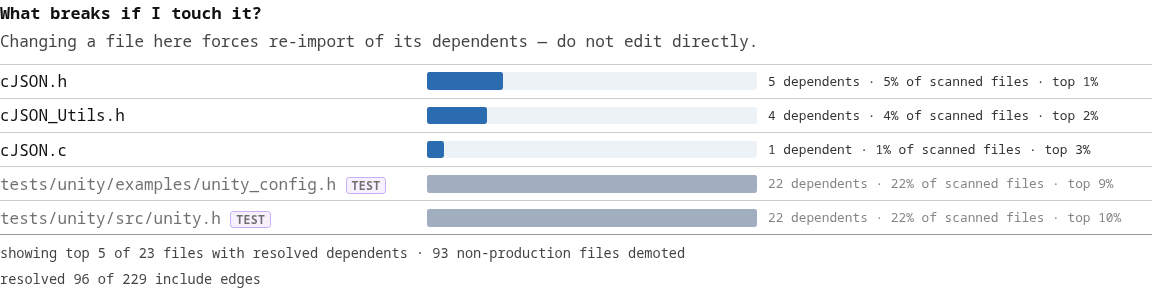 What breaks if I touch it?
Changing a file here forces re-import of its dependents — do not edit directly.
cJSON.h 5 dependents · 5% of scanned files · top 1%
cJSON_Utils.h 4 dependents · 4% of scanned files · top 2%
cJSON.c 1 dependent · 1% of scanned files · top 3%
tests/unity/examples/unity_config.h TEST 22 dependents · 22% of scanned files · top 9%
tests/unity/src/unity.h TEST 22 dependents · 22% of scanned files · top 10%
showing top 5 of 23 files with resolved dependents · 93 non-production files demoted
resolved 96 of 229 include edges